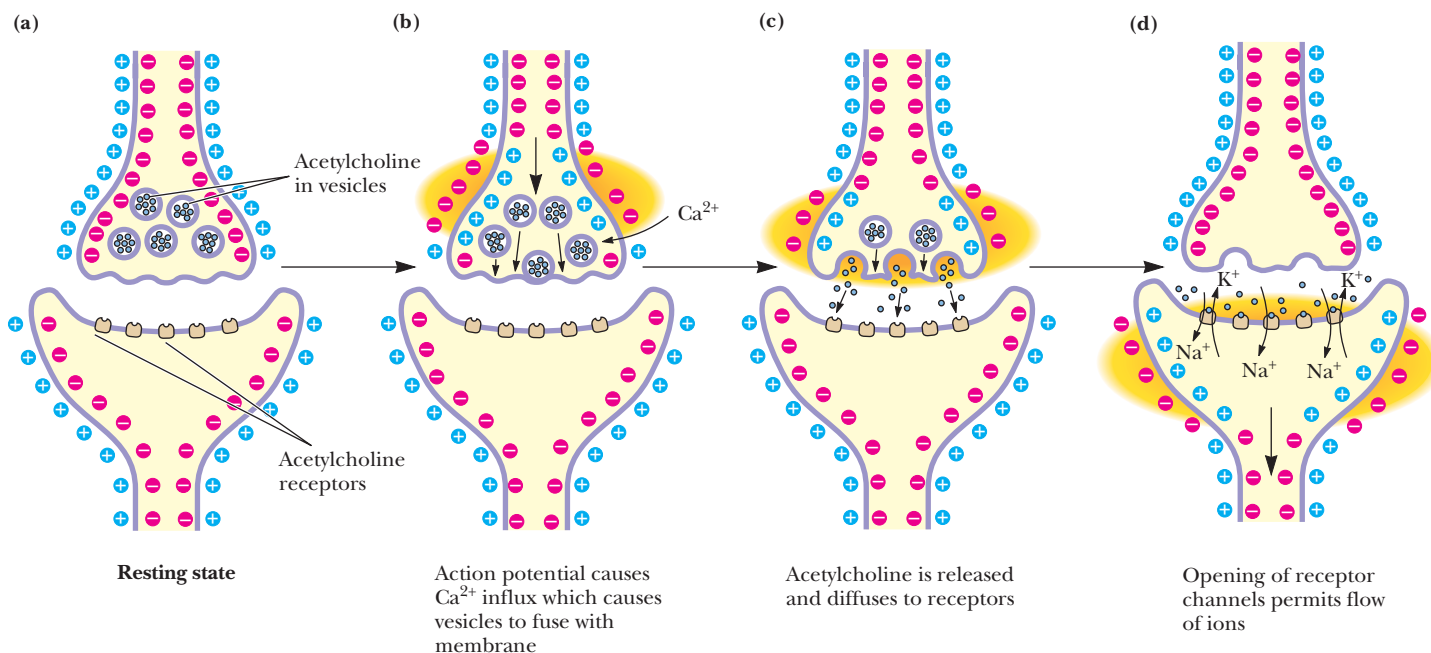 (a)
(b)
(c)
(d)
Acetylcholine
in vesicles
Ca²⁺
K⁺
K⁺
Na⁺
Na⁺
Na⁺
Acetylcholine
receptors
Resting state
Action potential causes
Ca²⁺ influx which causes
vesicles to fuse with
membrane
Acetylcholine is released
and diffuses to receptors
Opening of receptor
channels permits flow
of ions